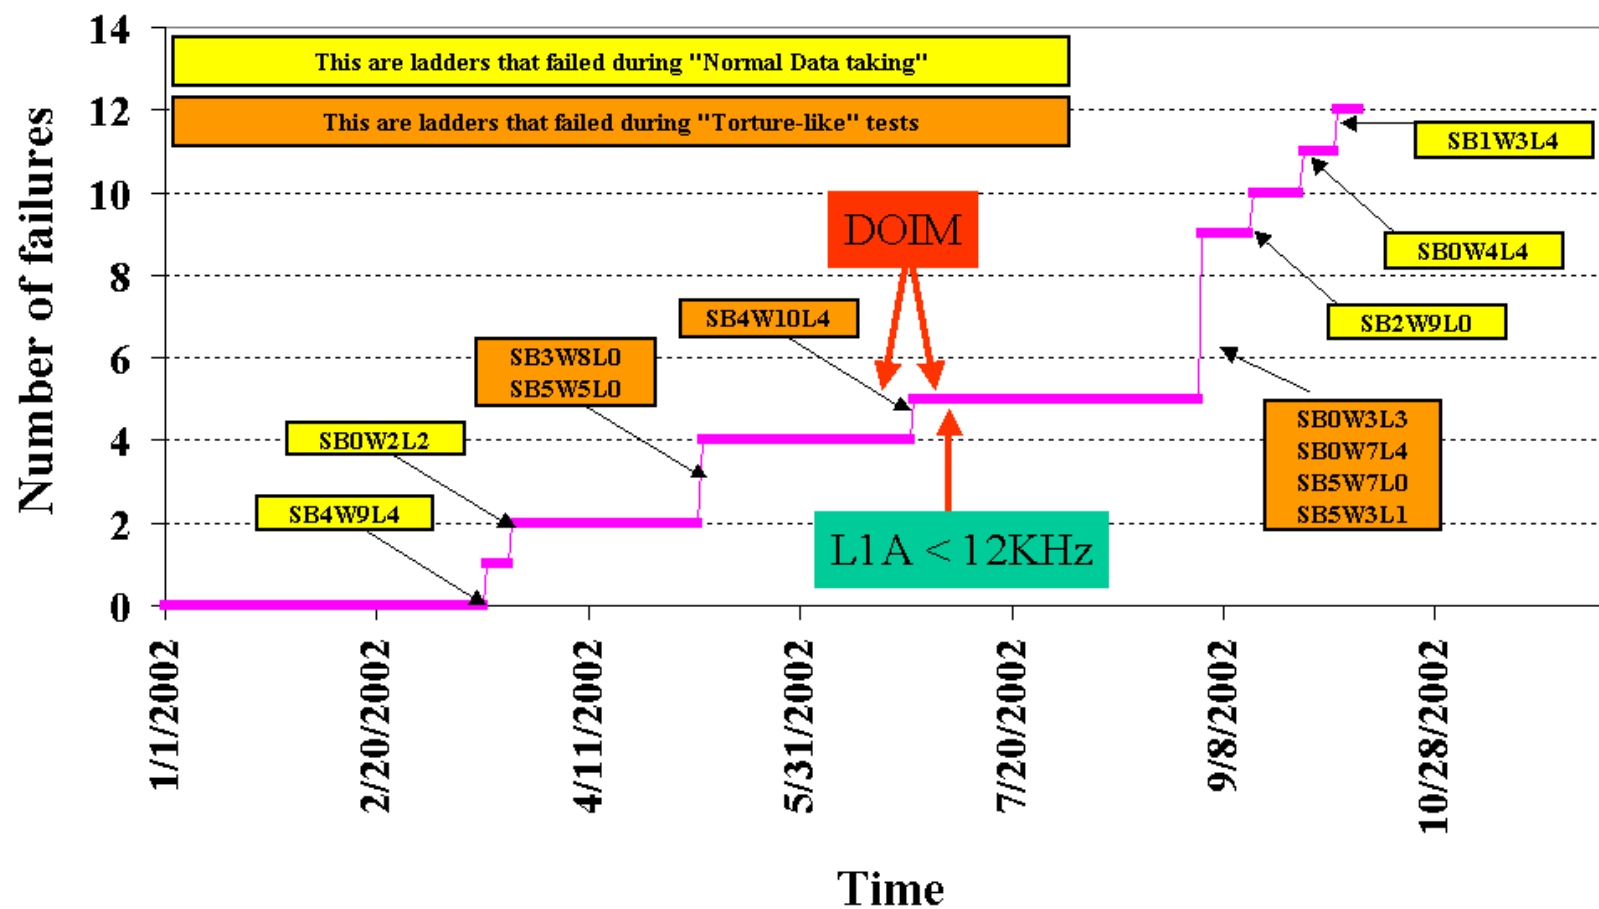 Number of failures
14
12
10
8
6
4
2
0
This are ladders that failed during "Normal Data taking"
This are ladders that failed during "Torture-like" tests
SB1W3L4
DOIM
SB0W4L4
SB4W10L4
SB2W9L0
SB3W8L0
SB5W5L0
SB0W2L2
SB0W3L3
SB0W7L4
SB5W7L0
SB5W3L1
SB4W9L4
L1A < 12KHz
1/1/2002
2/20/2002
4/11/2002
5/31/2002
7/20/2002
9/8/2002
10/28/2002
Time